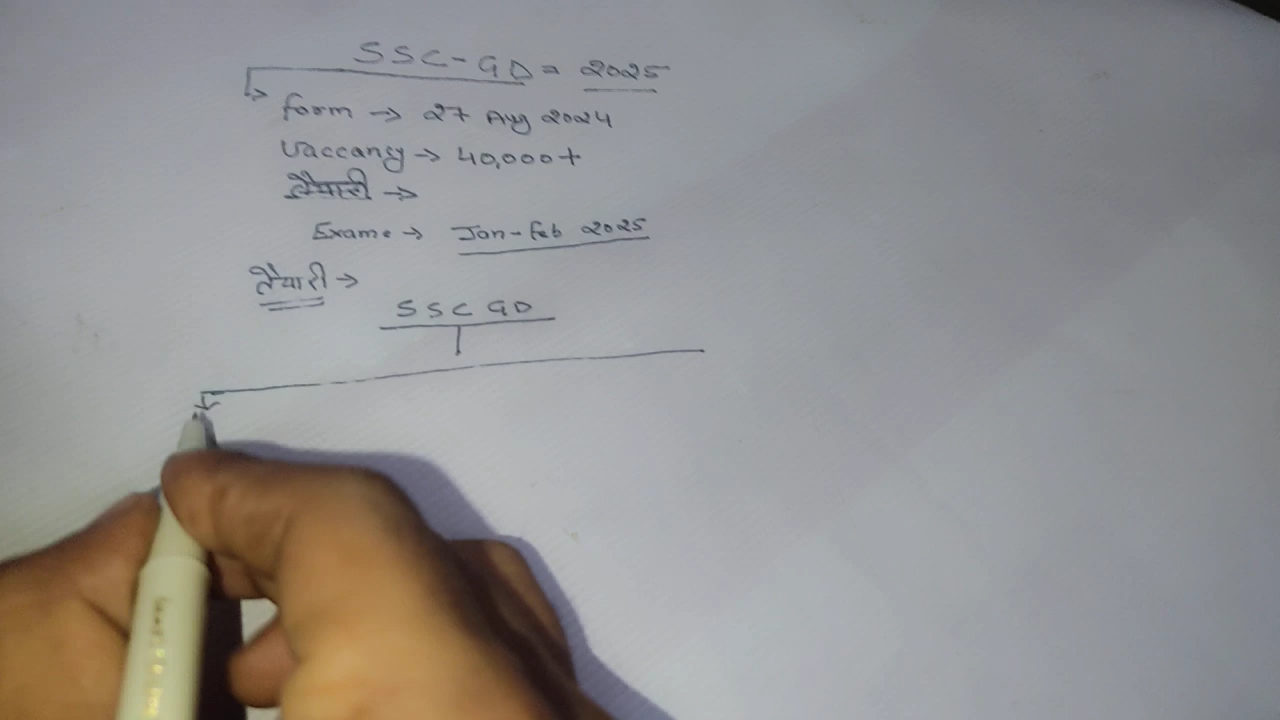 SSC-GD = 2025
form → 27 Aug 2024
Vaccancy → 40,000+
तैयारी →
Exame → Jan-Feb 2025
तैयारी →
SSC GD